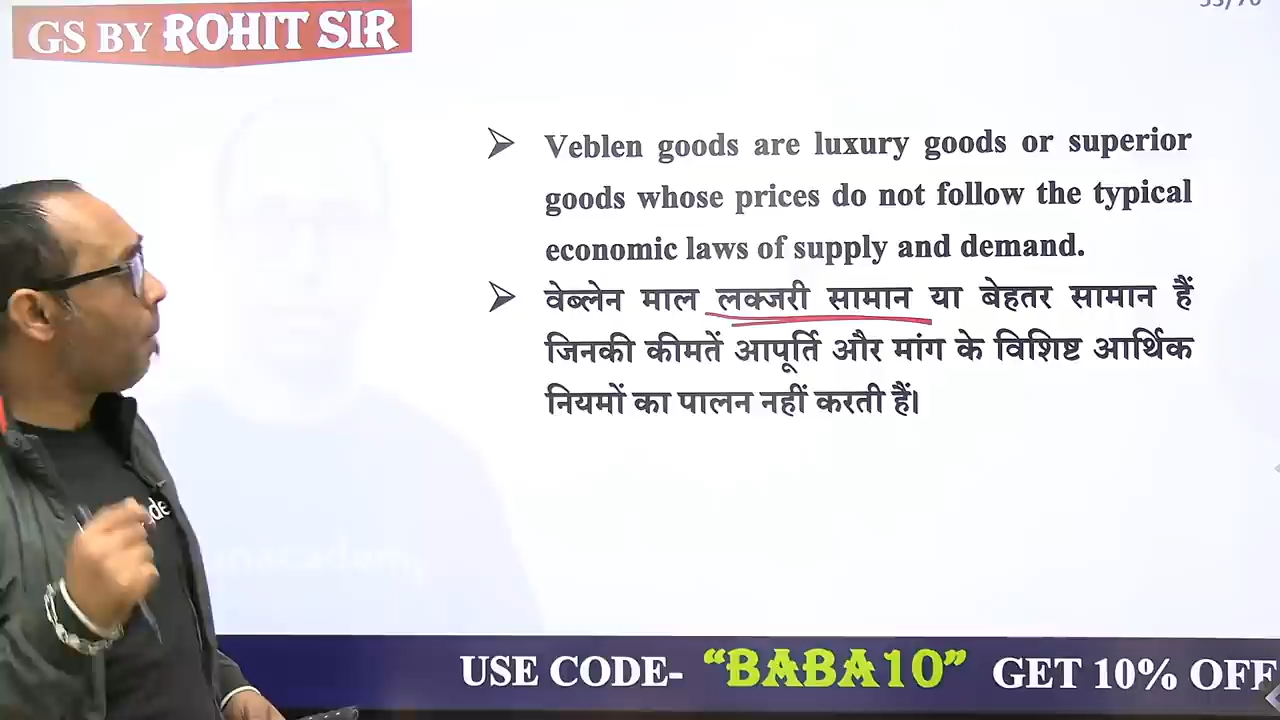 GS BY ROHIT SIR
Veblen goods are luxury goods or superior
goods whose prices do not follow the typical
economic laws of supply and demand.
वेब्लेन माल लक्जरी सामान या बेहतर सामान हैं
जिनकी कीमतें आपूर्ति और मांग के विशिष्ट आर्थिक
नियमों का पालन नहीं करती हैं।
USE CODE- “BABA10” GET 10% OFF